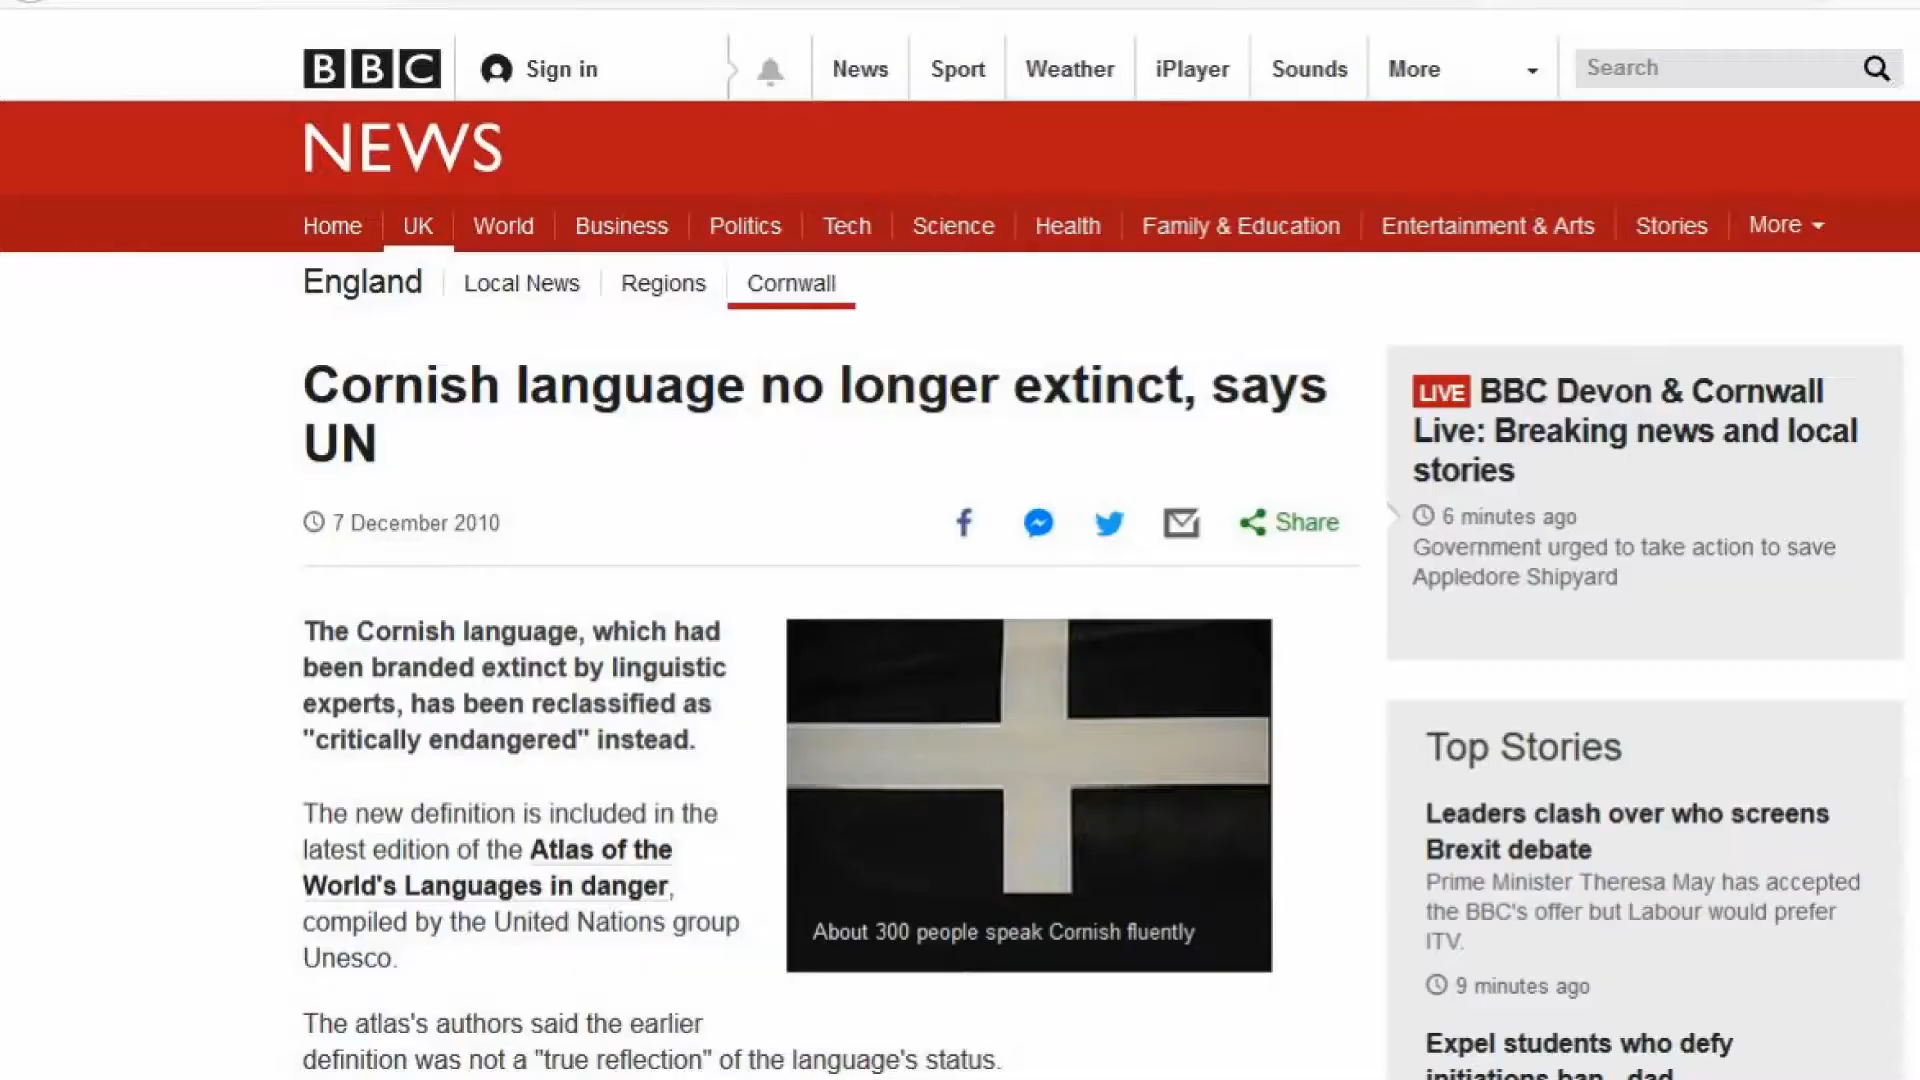 BBC
Sign in
News
Sport
Weather
iPlayer
Sounds
More
Search
NEWS
Home
UK
World
Business
Politics
Tech
Science
Health
Family & Education
Entertainment & Arts
Stories
More
England
Local News
Regions
Cornwall
Cornish language no longer extinct, says
UN
7 December 2010
Share
The Cornish language, which had
been branded extinct by linguistic
experts, has been reclassified as
"critically endangered" instead.
The new definition is included in the
latest edition of the Atlas of the
World's Languages in danger,
compiled by the United Nations group
Unesco.
About 300 people speak Cornish fluently
The atlas's authors said the earlier
definition was not a "true reflection" of the language's status.
LIVE BBC Devon & Cornwall
Live: Breaking news and local
stories
6 minutes ago
Government urged to take action to save
Appledore Shipyard
Top Stories
Leaders clash over who screens
Brexit debate
Prime Minister Theresa May has accepted
the BBC's offer but Labour would prefer
ITV.
9 minutes ago
Expel students who defy
initiations ban - dad